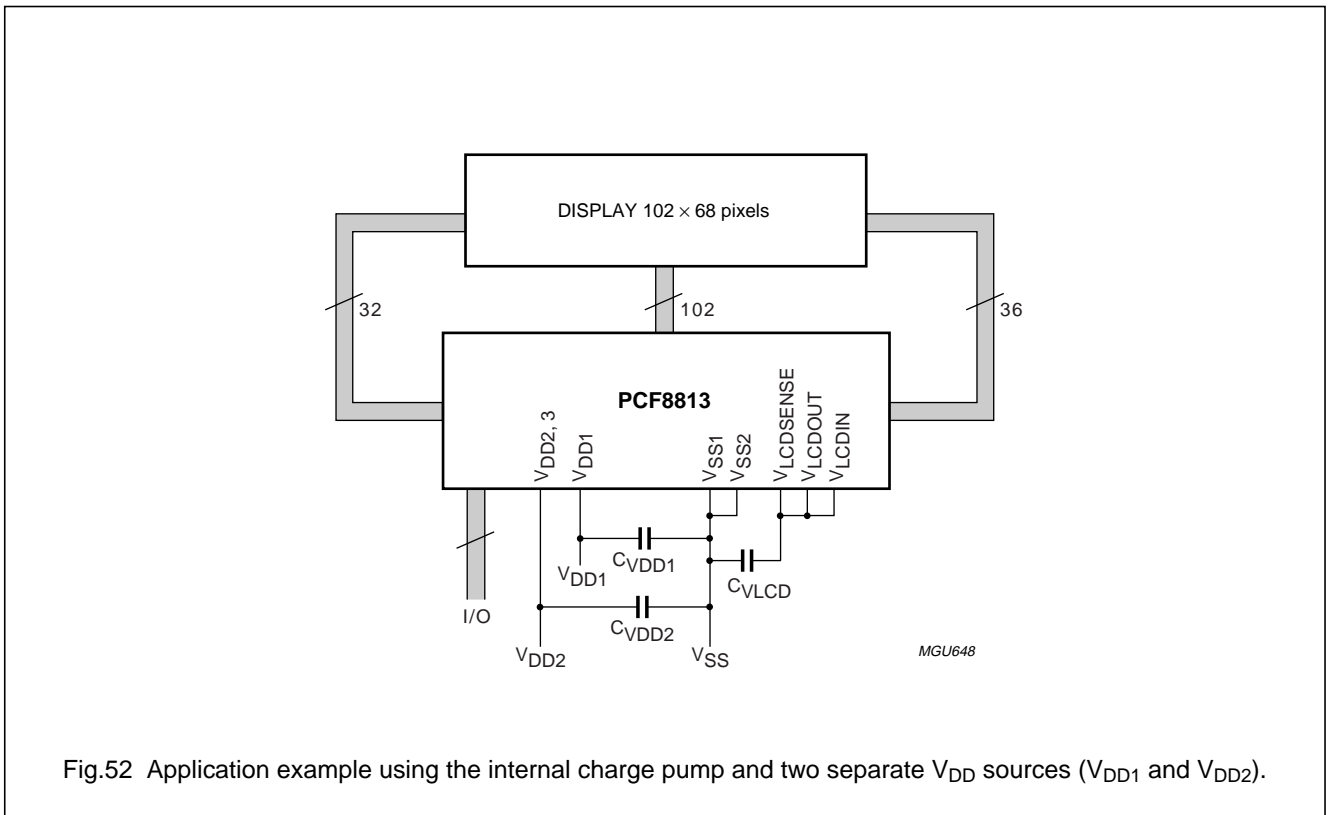 DISPLAY 102 × 68 pixels
32
102
36
PCF8813
VDD2, 3
VDD1
VSS1
VSS2
VLCDSENSE
VLCDOUT
VLCDIN
VDD1
CVDD1
CVLCD
I/O
VDD2
CVDD2
VSS
MGU648
Fig.52 Application example using the internal charge pump and two separate VDD sources (VDD1 and VDD2).